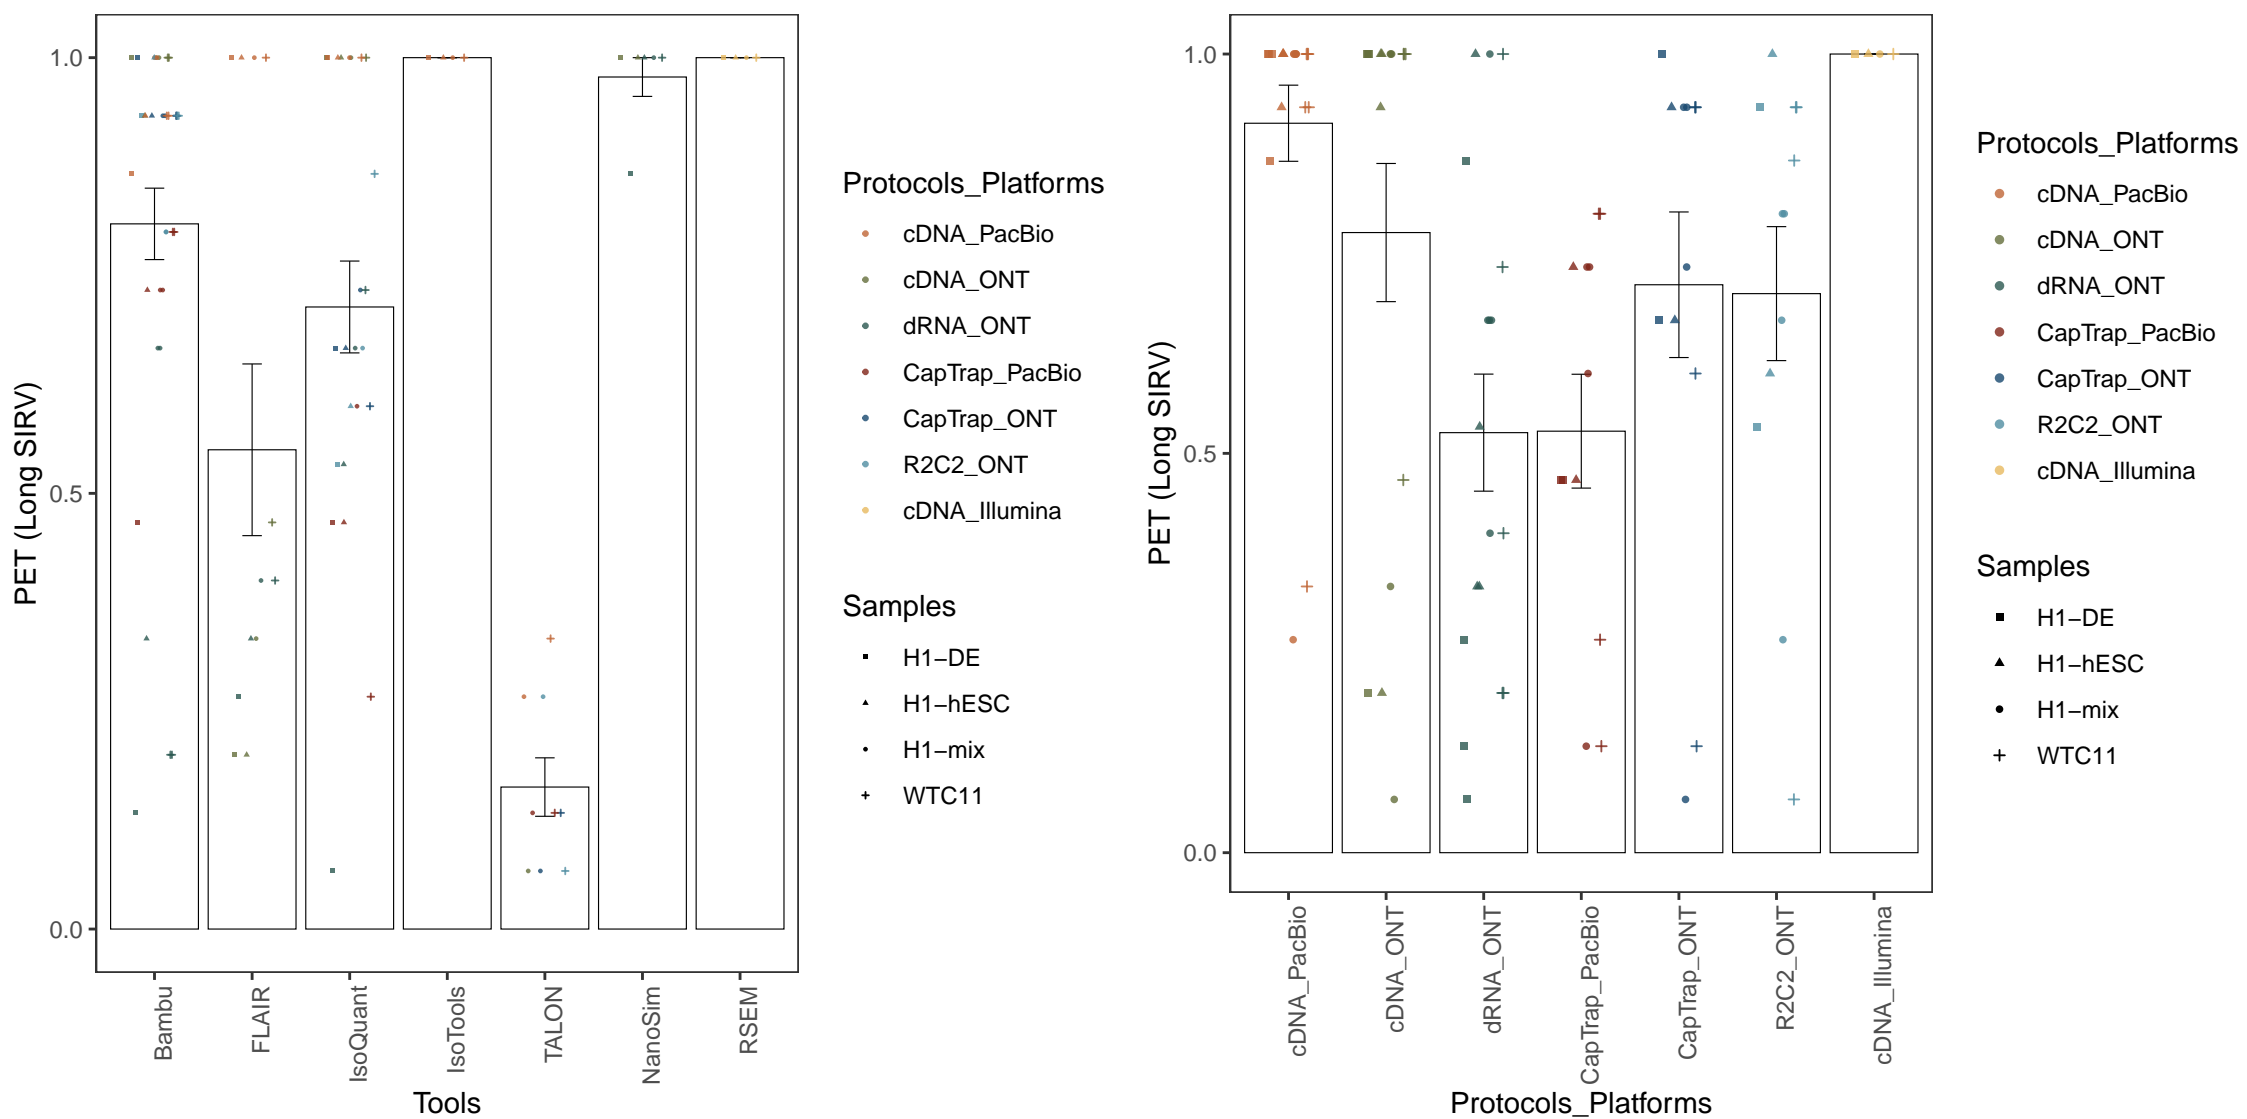 PET (Long SIRV)
1.0
0.5
0.0
Bambu
FLAIR
IsoQuant
IsoTools
TALON
NanoSim
RSEM
Tools
Protocols_Platforms
cDNA_PacBio
cDNA_ONT
dRNA_ONT
CapTrap_PacBio
CapTrap_ONT
R2C2_ONT
cDNA_Illumina
Samples
H1−DE
H1−hESC
H1−mix
WTC11
PET (Long SIRV)
1.0
0.5
0.0
cDNA_PacBio
cDNA_ONT
dRNA_ONT
CapTrap_PacBio
CapTrap_ONT
R2C2_ONT
cDNA_Illumina
Protocols_Platforms
Protocols_Platforms
cDNA_PacBio
cDNA_ONT
dRNA_ONT
CapTrap_PacBio
CapTrap_ONT
R2C2_ONT
cDNA_Illumina
Samples
H1−DE
H1−hESC
H1−mix
WTC11